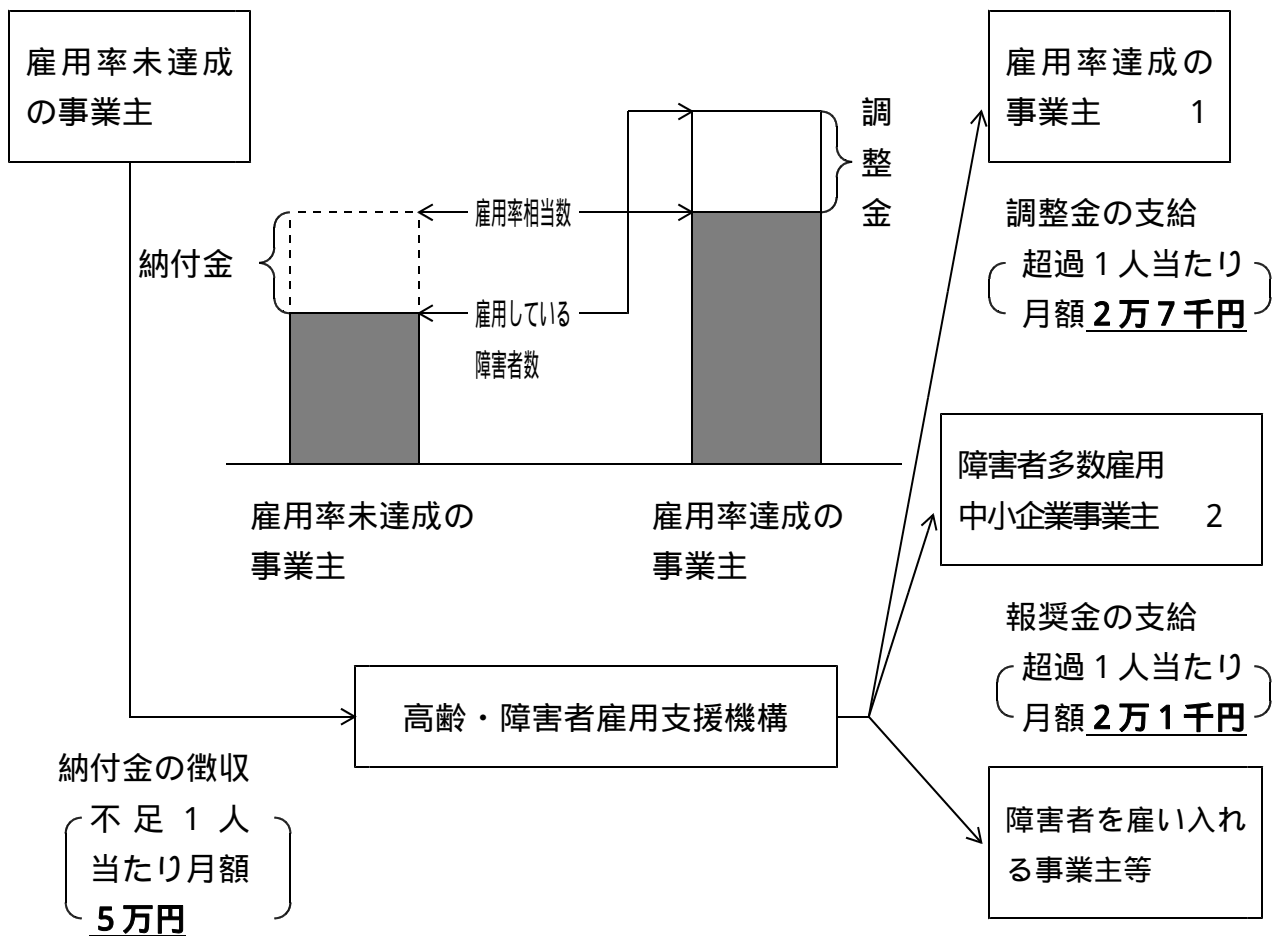 雇用率未達成
の事業主
納付金
雇用率相当数
雇用している
障害者数
調
整
金
雇用率未達成の
事業主
雇用率達成の
事業主
雇用率達成の
事業主 1
調整金の支給
超過1人当たり
月額2万7千円
障害者多数雇用
中小企業事業主 2
報奨金の支給
超過1人当たり
月額2万1千円
高齢・障害者雇用支援機構
納付金の徴収
不足1人
当たり月額
5万円
障害者を雇い入れ
る事業主等